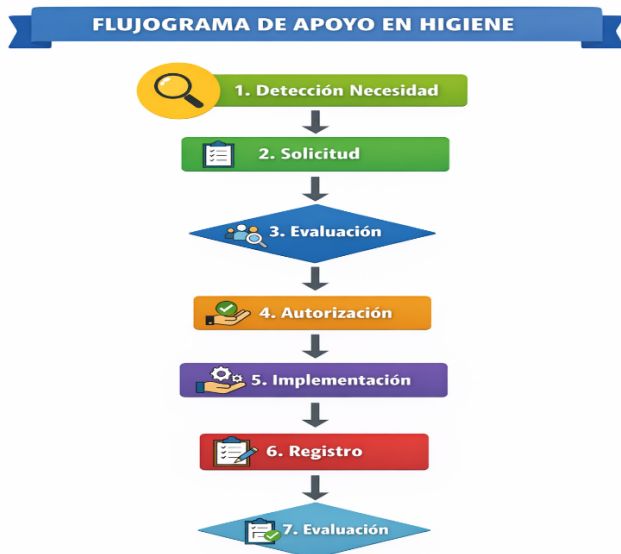 FLUJOGRAMA DE APOYO EN HIGIENE
1. Detección Necesidad
2. Solicitud
3. Evaluación
4. Autorización
5. Implementación
6. Registro
7. Evaluación